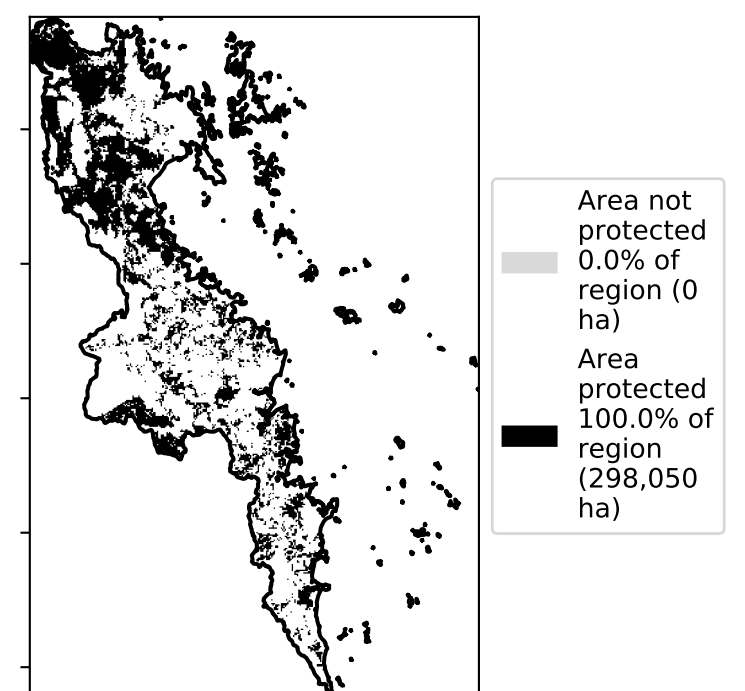 Area not
protected
0.0% of
region (0
ha)
Area
protected
100.0% of
region
(298,050
ha)